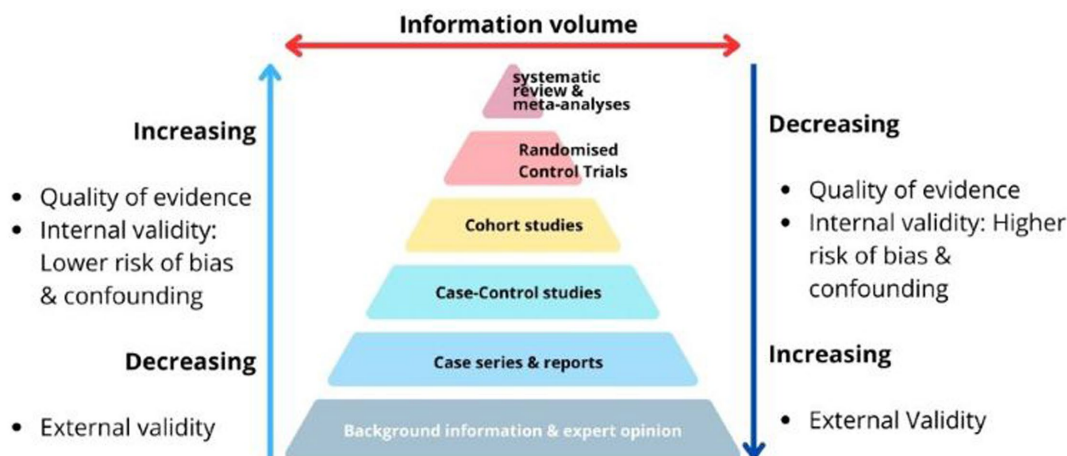 Information volume
Increasing
• Quality of evidence
• Internal validity:
Lower risk of bias
& confounding
Decreasing
• External validity
systematic
review &
meta-analyses
Randomised
Control Trials
Cohort studies
Case-Control studies
Case series & reports
Background information & expert opinion
Decreasing
• Quality of evidence
• Internal validity: Higher
risk of bias &
confounding
Increasing
• External Validity